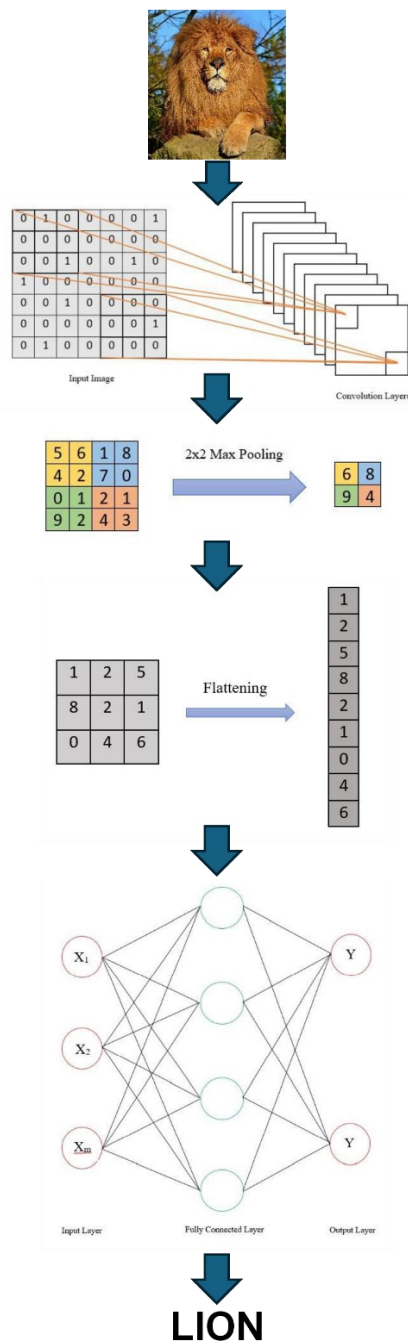 0 1 0 0 0 0 1
0 0 0 0 0 0 0
0 0 1 0 0 1 0
1 0 0 0 0 0 0
0 0 1 0 0 0 0
0 0 0 0 0 0 1
0 1 0 0 0 0 0
Input Image
Convolution Layers
5 6 1 8
4 2 7 0
0 1 2 1
9 2 4 3
2x2 Max Pooling
6 8
9 4
1 2 5
8 2 1
0 4 6
Flattening
1
2
5
8
2
1
0
4
6
X1
X2
Xm
Y
Y
Input Layer
Fully Connected Layer
Output Layer
LION